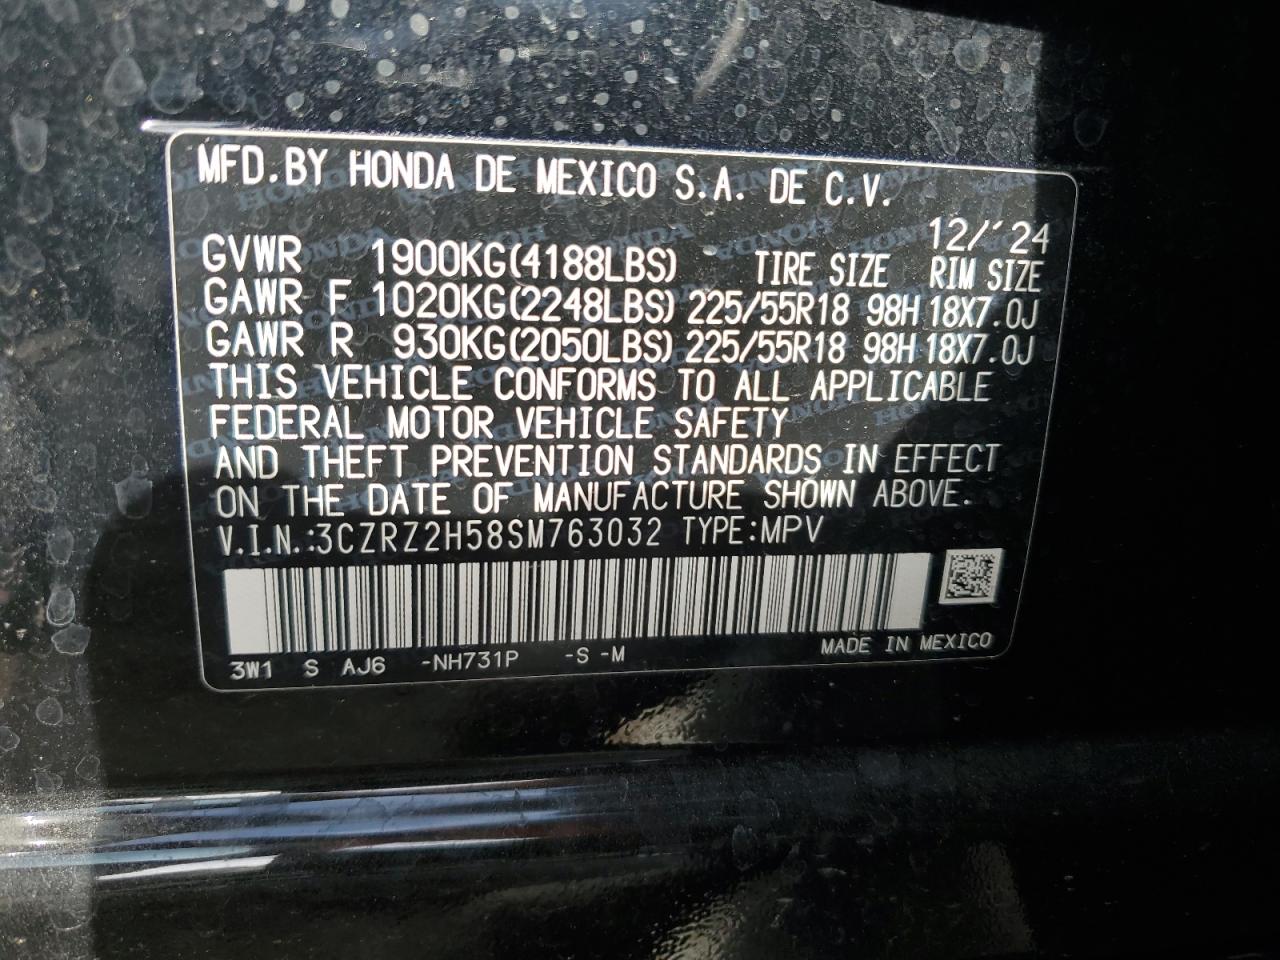 MFD.BY HONDA DE MEXICO S.A. DE C.V.
12/'24
GVWR 1900KG(4188LBS) TIRE SIZE RIM SIZE
GAWR F 1020KG(2248LBS) 225/55R18 98H 18X7.0J
GAWR R 930KG(2050LBS) 225/55R18 98H 18X7.0J
THIS VEHICLE CONFORMS TO ALL APPLICABLE
FEDERAL MOTOR VEHICLE SAFETY
AND THEFT PREVENTION STANDARDS IN EFFECT
ON THE DATE OF MANUFACTURE SHOWN ABOVE.
V.I.N.:3CZRZ2H58SM763032 TYPE:MPV
MADE IN MEXICO
3W1 S AJ6 -NH731P -S -M